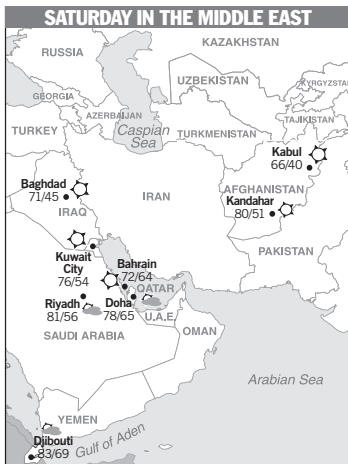 SATURDAY IN THE MIDDLE EAST
KAZAKHSTAN
RUSSIA
UZBEKISTAN
KYRGYZSTAN
GEORGIA
AZERBAIJAN
TAJIKISTAN
TURKEY
Caspian
Sea
TURKMENISTAN
Kabul
66/40
Baghdad
71/45
IRAQ
IRAN
AFGHANISTAN
Kandahar
80/51
PAKISTAN
Kuwait
City
76/54
Bahrain
72/64
QATAR
Riyadh
81/56
Doha
78/65
U.A.E.
SAUDI ARABIA
OMAN
Arabian Sea
YEMEN
Djibouti
83/69
Gulf of Aden